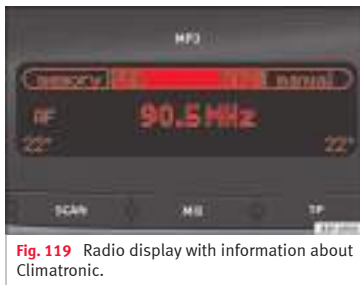 MP3
memory manual
AF 90.5 MHz
22° 22°
SCAN MIX TP
Fig. 119 Radio display with information about
Climatronic.